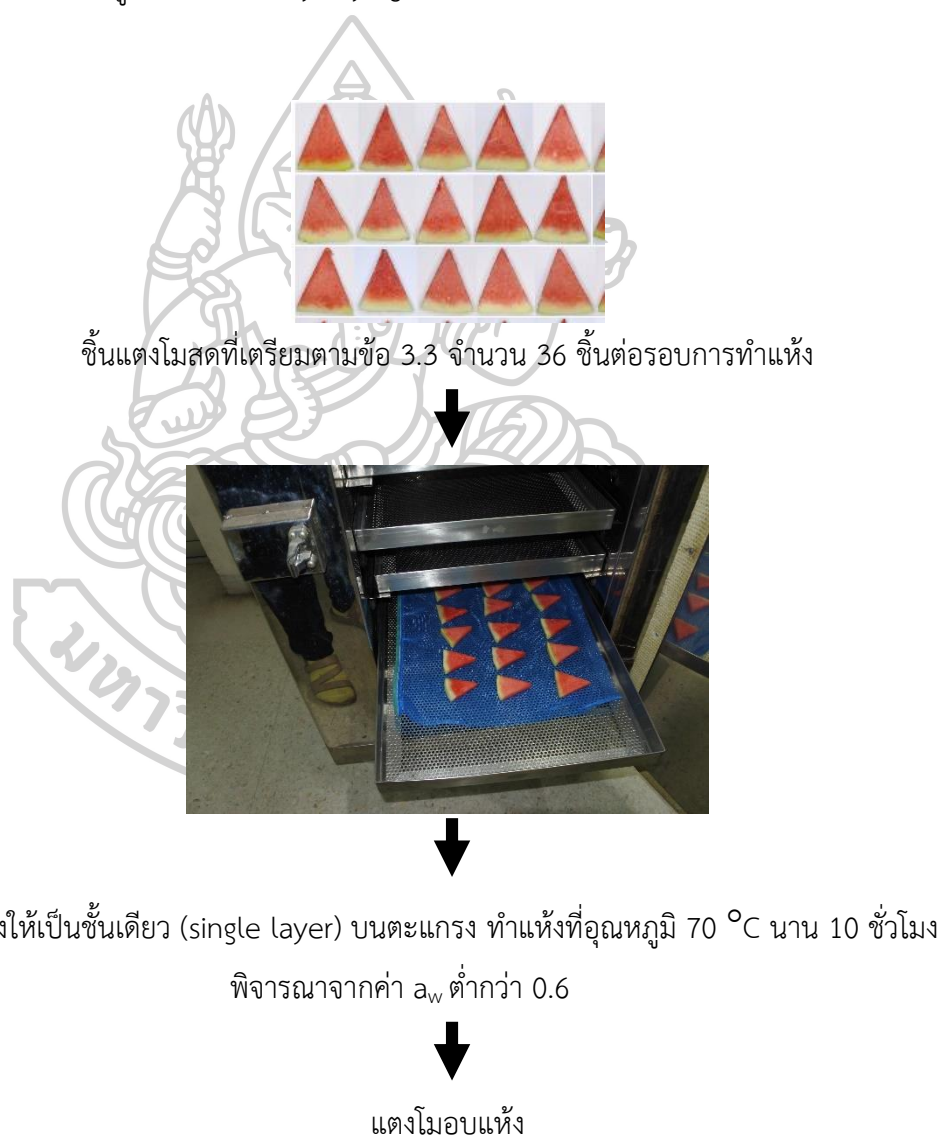 ชิ้นแตงโมสดที่เตรียมตามข้อ 3.3 จำนวน 36 ชิ้นต่อรอบการทำแห้ง
ให้เป็นชั้นเดียว (single layer) บนตะแกรง ทำแห้งที่อุณหภูมิ 70 °C นาน 10 ชั่วโมง
พิจารณาจากค่า aw ต่ำกว่า 0.6
แตงโมอบแห้ง